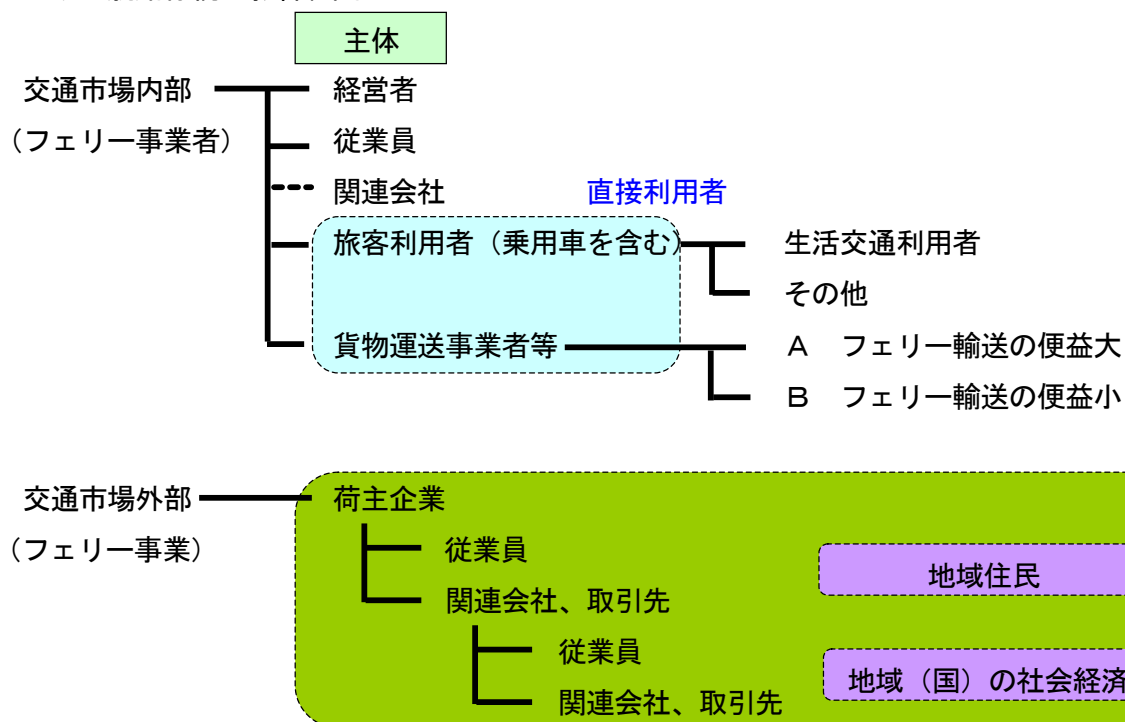 主体
交通市場内部 経営者
(フェリー事業者) 従業員
関連会社 直接利用者
旅客利用者(乗用車を含む) 生活交通利用者
その他
貨物運送事業者等 A フェリー輸送の便益大
B フェリー輸送の便益小
交通市場外部 荷主企業
(フェリー事業) 従業員
地域住民
関連会社、取引先
従業員
地域(国)の社会経済
関連会社、取引先